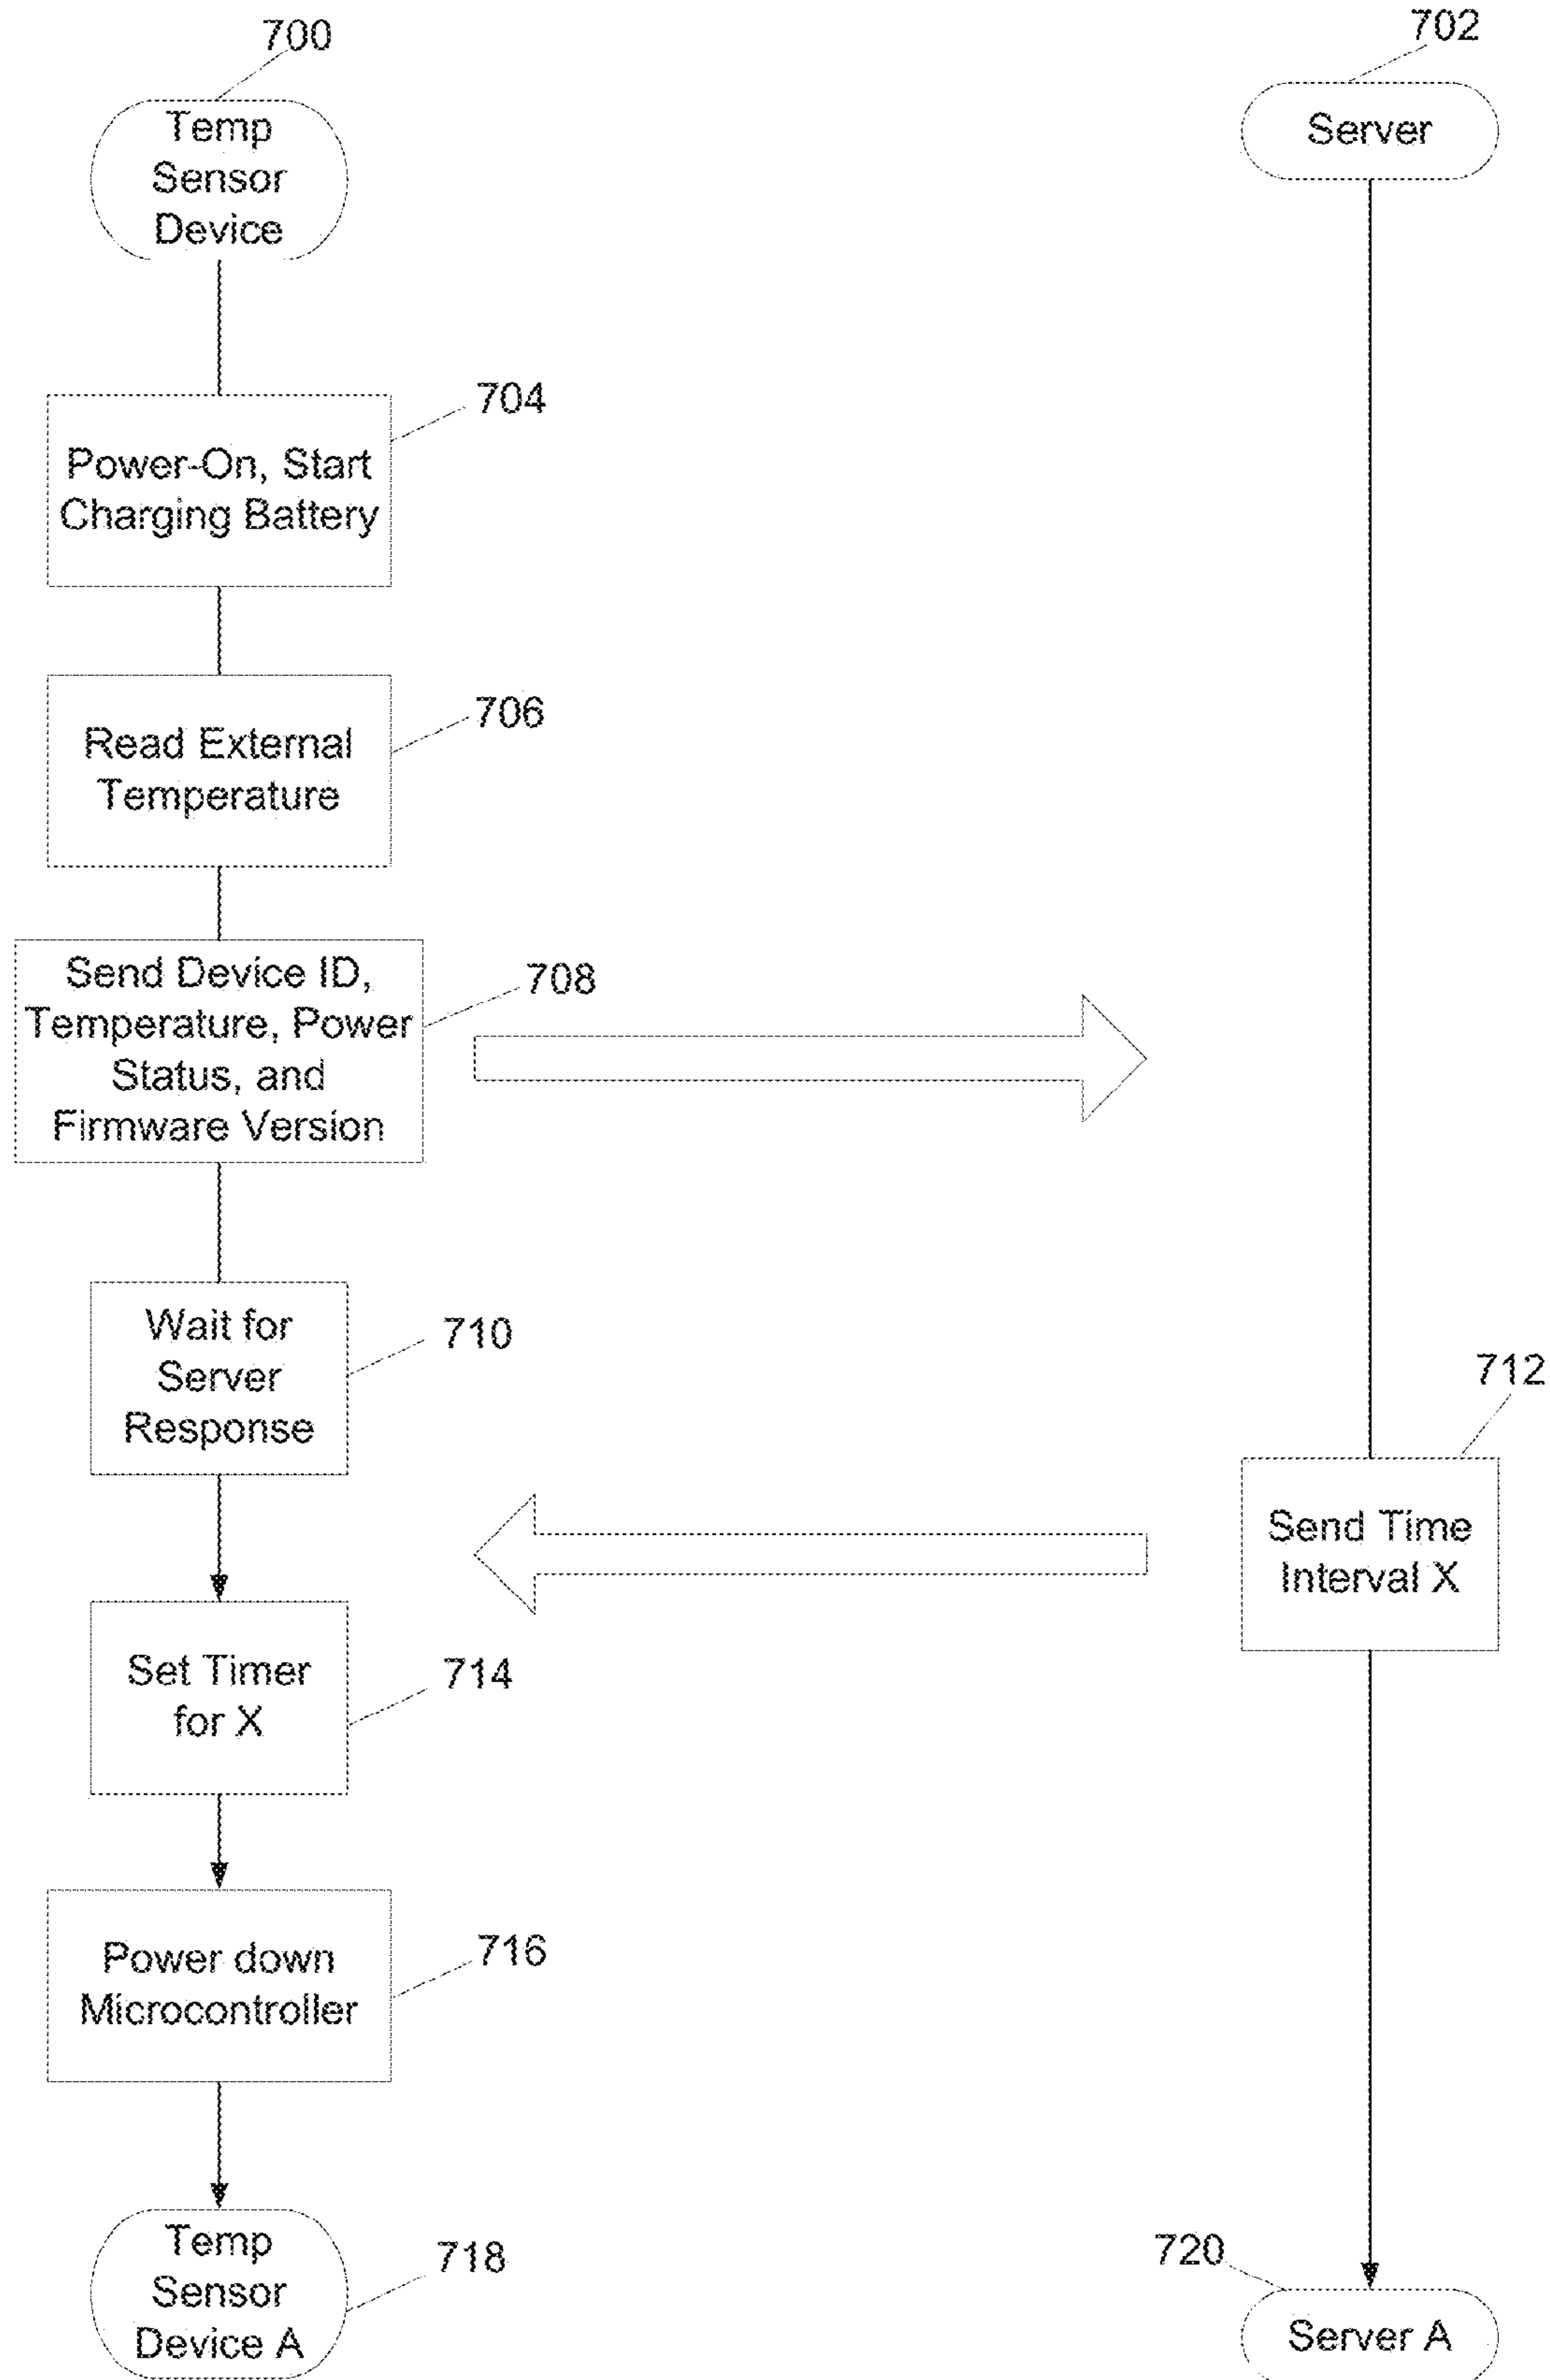 700
Temp
Sensor
Device
702
Server
704
Power-On, Start
Charging Battery
706
Read External
Temperature
708
Send Device ID,
Temperature, Power
Status, and
Firmware Version
710
Wait for
Server
Response
712
Send Time
Interval X
714
Set Timer
for X
716
Power down
Microcontroller
718
Temp
Sensor
Device A
720
Server A